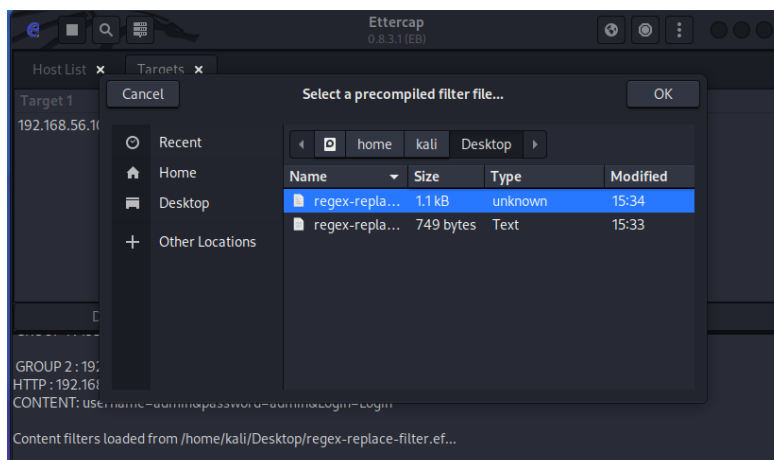 Ettercap
0.8.3.1 (EB)
Host List × Targets ×
Target 1
192.168.56.10
Cancel Select a precompiled filter file... OK
Recent
Home
Desktop
Other Locations
home kali Desktop
Name Size Type Modified
regex-repla... 1.1 kB unknown 15:34
regex-repla... 749 bytes Text 15:33
D
GROUP 2 : 192
HTTP : 192.168
CONTENT: username=admin&password=admin&Login=Login
Content filters loaded from /home/kali/Desktop/regex-replace-filter.ef...